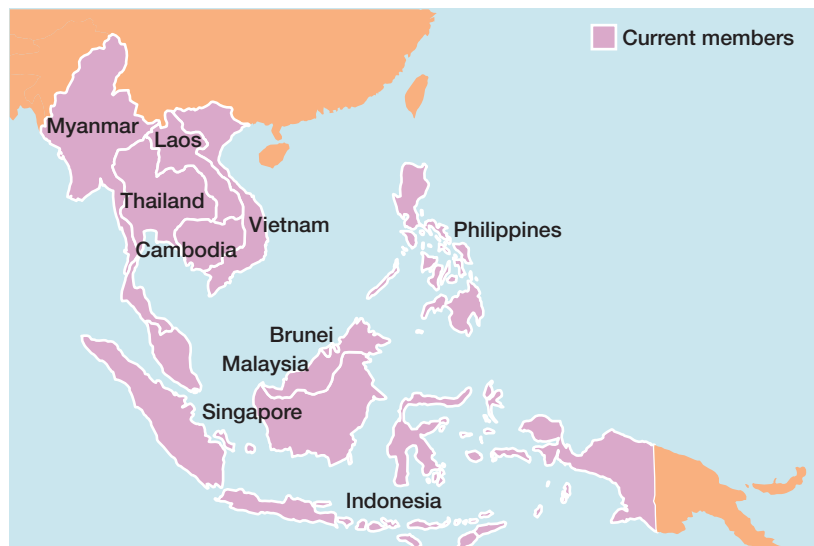 Current members
Myanmar
Laos
Thailand
Vietnam
Philippines
Cambodia
Brunei
Malaysia
Singapore
Indonesia